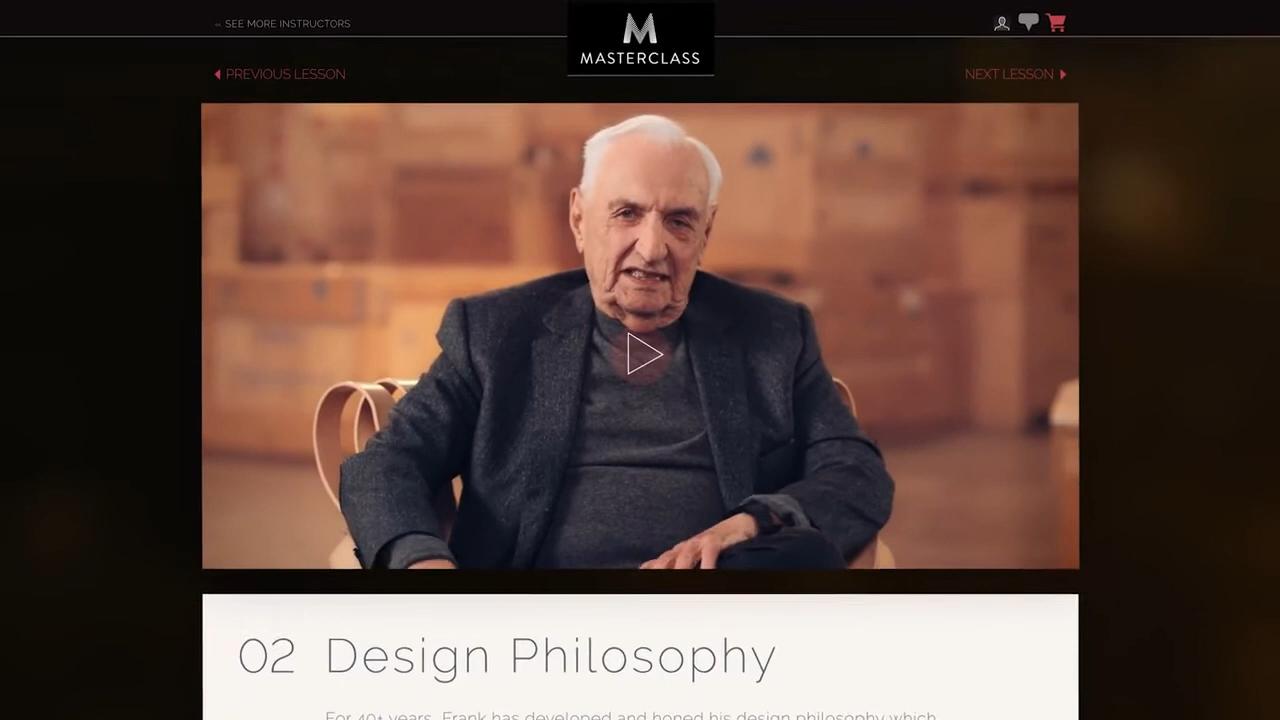 « SEE MORE INSTRUCTORS
MASTERCLASS
PREVIOUS LESSON
NEXT LESSON
02 Design Philosophy
For 40+ years, Frank has developed and honed his design philosophy which